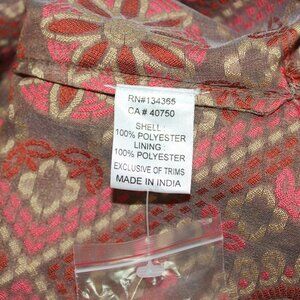 RN#134365
CA# 40750
SHELL :
100% POLYESTER
LINING :
100% POLYESTER
EXCLUSIVE OF TRIMS
MADE IN INDIA